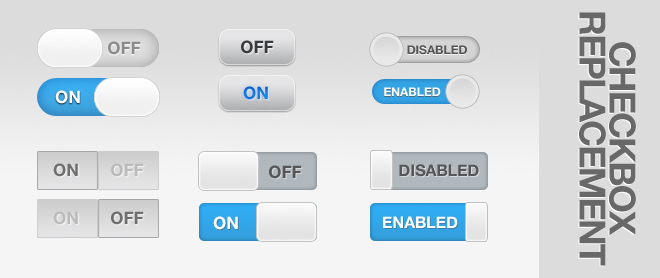 OFF
ON
OFF
ON
DISABLED
ENABLED
ON OFF
ON OFF
OFF
ON
DISABLED
ENABLED
CHECKBOX
REPLACEMENT